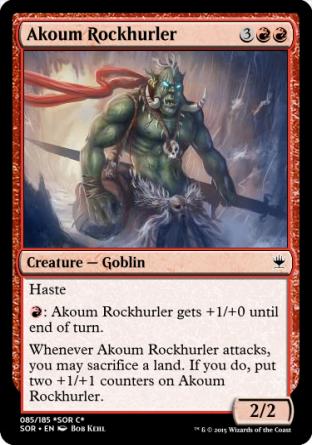 Akoum Rockhurler 3
Creature — Goblin
Haste
: Akoum Rockhurler gets +1/+0 until
end of turn.
Whenever Akoum Rockhurler attacks,
you may sacrifice a land. If you do, put
two +1/+1 counters on Akoum
Rockhurler.
2/2
085/185 *SOR C*
SOR • EN Bob Kehl
™ & © 2015 Wizards of the Coast